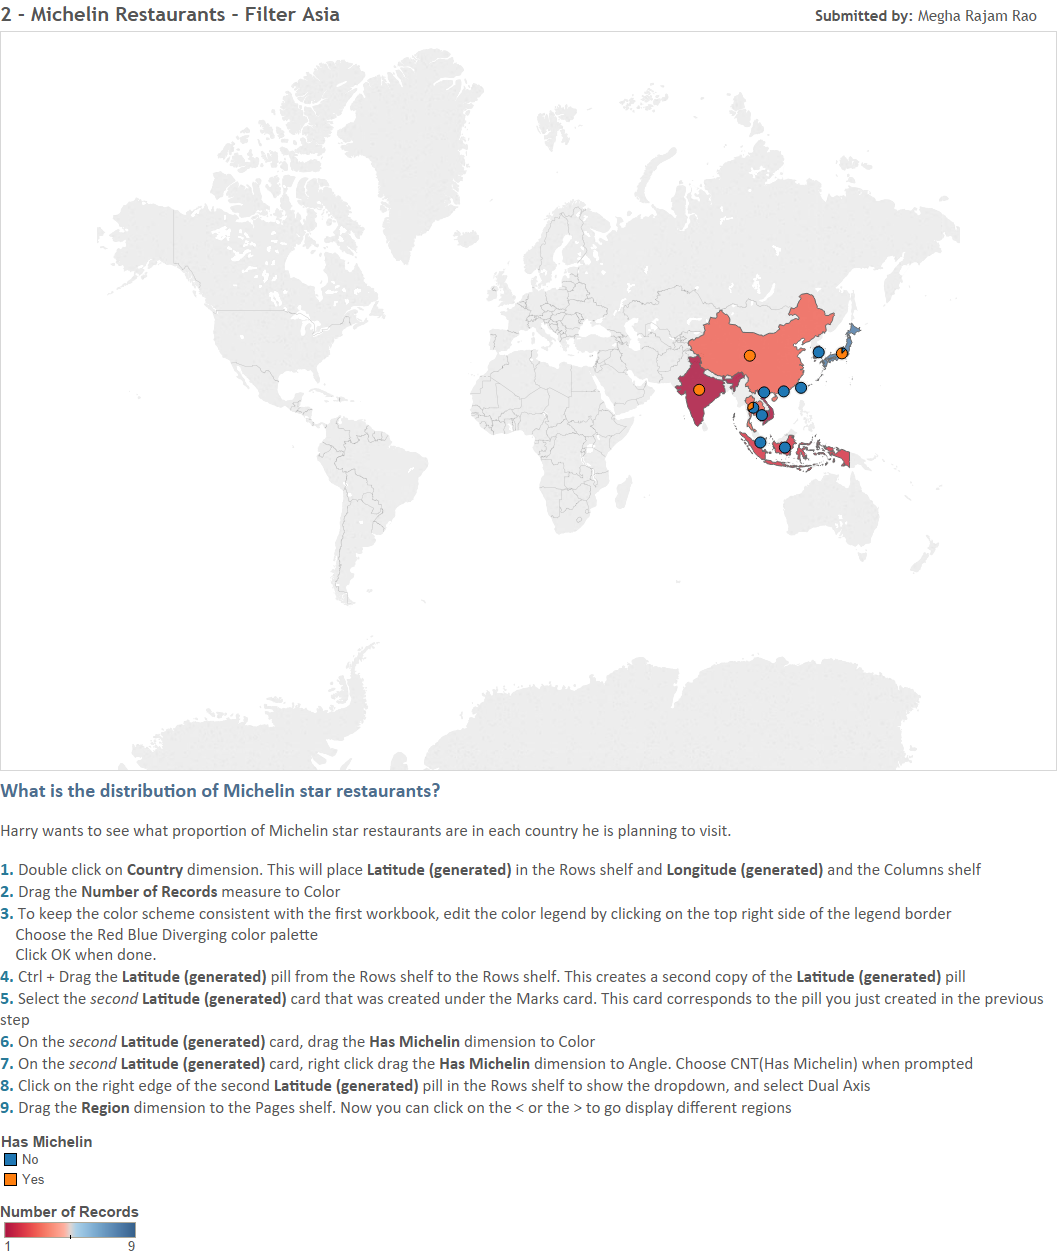 2 - Michelin Restaurants - Filter Asia
Submitted by: Megha Rajam Rao
What is the distribution of Michelin star restaurants?
Harry wants to see what proportion of Michelin star restaurants are in each country he is planning to visit.
1. Double click on Country dimension. This will place Latitude (generated) in the Rows shelf and Longitude (generated) and the Columns shelf
2. Drag the Number of Records measure to Color
3. To keep the color scheme consistent with the first workbook, edit the color legend by clicking on the top right side of the legend border
Choose the Red Blue Diverging color palette
Click OK when done.
4. Ctrl + Drag the Latitude (generated) pill from the Rows shelf to the Rows shelf. This creates a second copy of the Latitude (generated) pill
5. Select the second Latitude (generated) card that was created under the Marks card. This card corresponds to the pill you just created in the previous
step
6. On the second Latitude (generated) card, drag the Has Michelin dimension to Color
7. On the second Latitude (generated) card, right click drag the Has Michelin dimension to Angle. Choose CNT(Has Michelin) when prompted
8. Click on the right edge of the second Latitude (generated) pill in the Rows shelf to show the dropdown, and select Dual Axis
9. Drag the Region dimension to the Pages shelf. Now you can click on the < or the > to go display different regions
Has Michelin
No
Yes
Number of Records
1 9